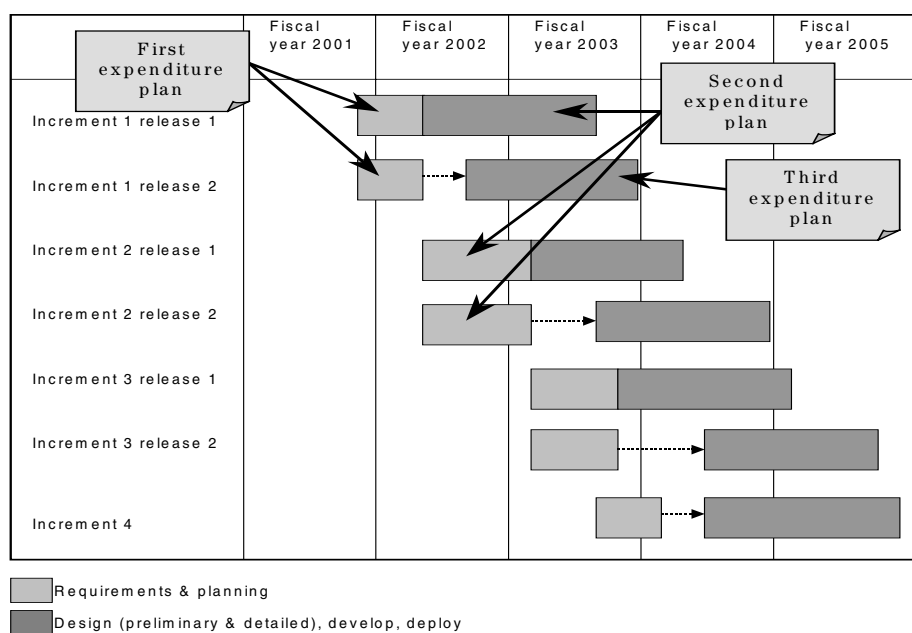 Fiscal
year 2001
Fiscal
year 2002
Fiscal
year 2003
Fiscal
year 2004
Fiscal
year 2005
First
expenditure
plan
Second
expenditure
plan
Increment 1 release 1
Third
expenditure
plan
Increment 1 release 2
Increment 2 release 1
Increment 2 release 2
Increment 3 release 1
Increment 3 release 2
Increment 4
Requirements & planning
Design (preliminary & detailed), develop, deploy